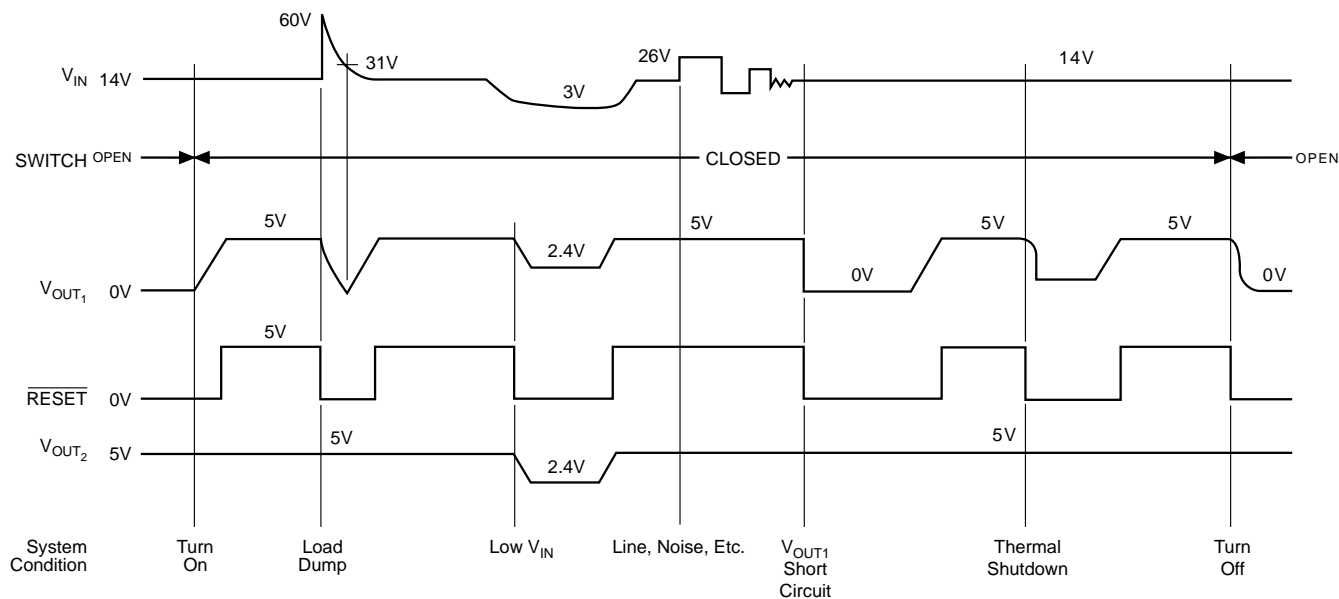 60V
31V
V_IN 14V
3V
26V
14V
SWITCH OPEN
CLOSED
OPEN
5V
2.4V
5V
5V
5V
0V
V_OUT1 0V
0V
5V
RESET 0V
5V
5V
V_OUT2 5V
2.4V
System Condition
Turn On
Load Dump
Low V_IN
Line, Noise, Etc.
V_OUT1 Short Circuit
Thermal Shutdown
Turn Off